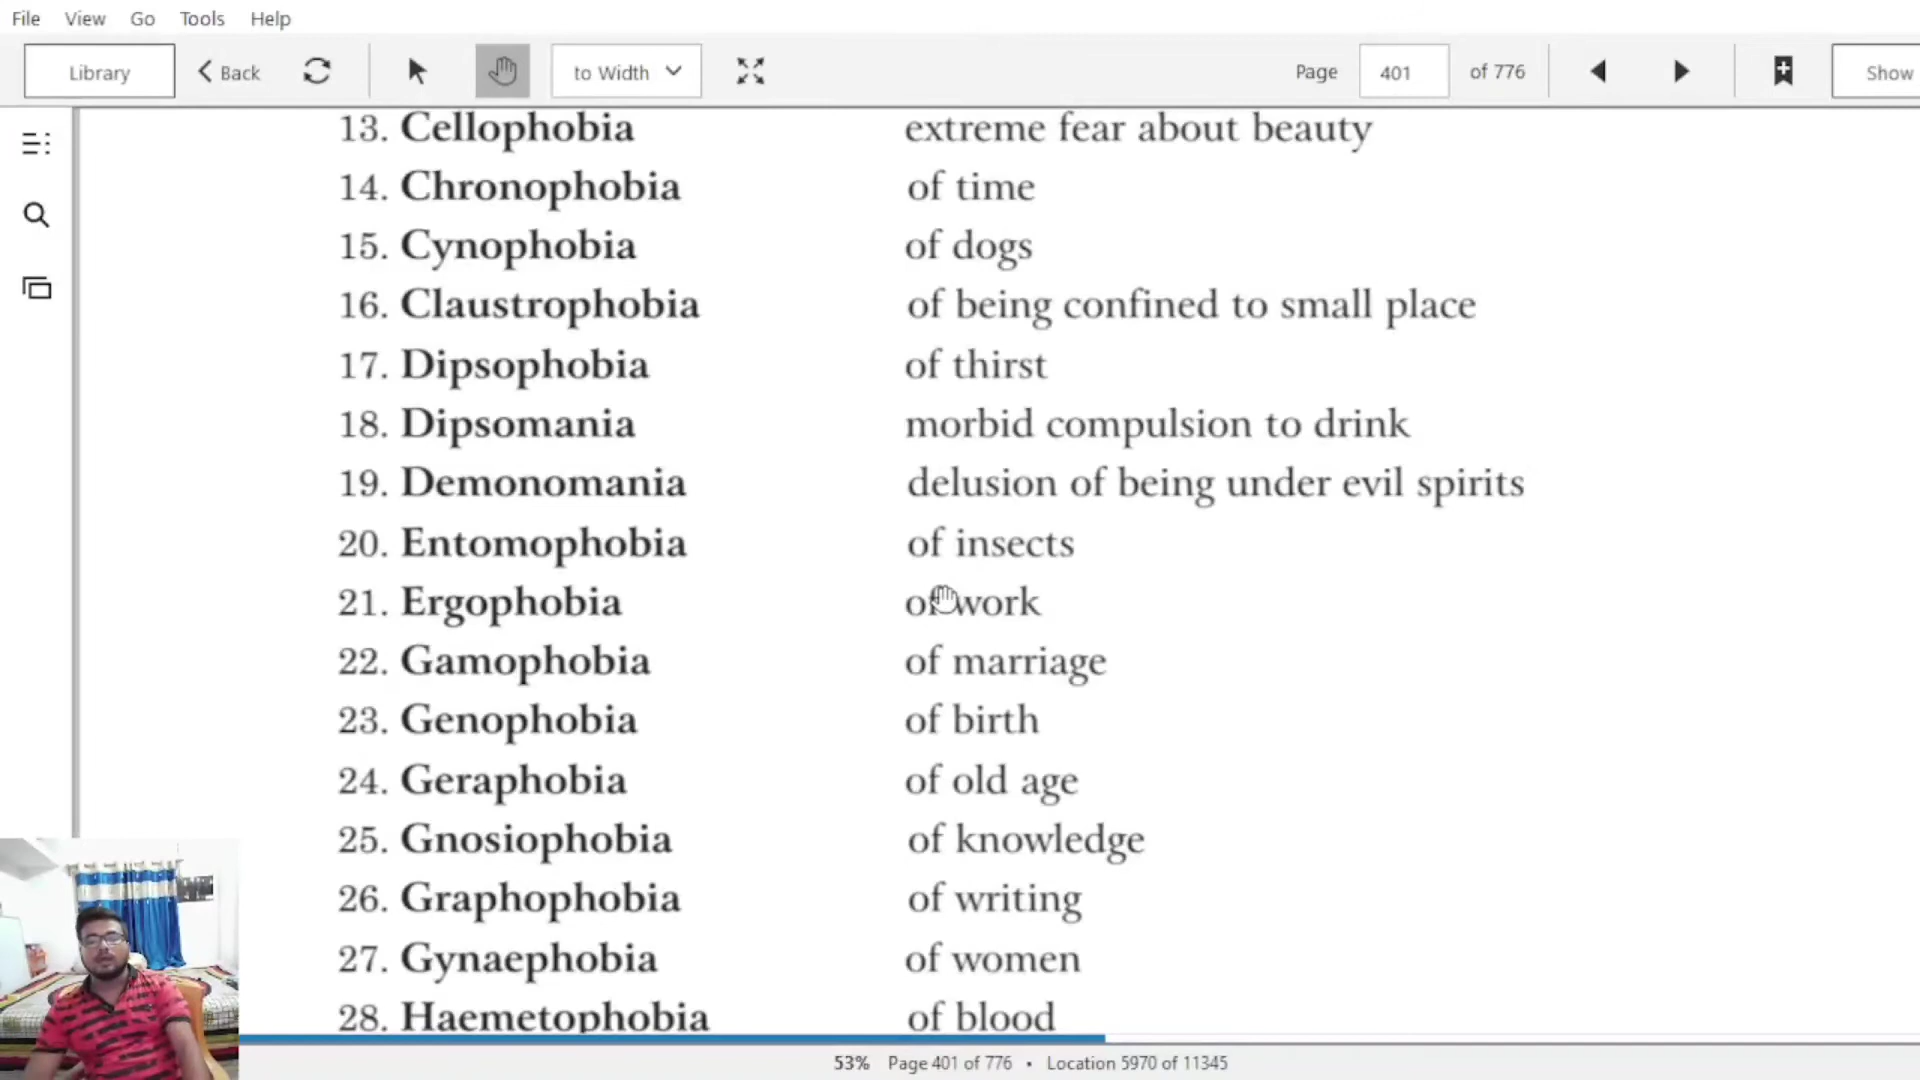 File View Go Tools Help
Library Back to Width Page 401 of 776 Show
13. Cellophobia extreme fear about beauty
14. Chronophobia of time
15. Cynophobia of dogs
16. Claustrophobia of being confined to small place
17. Dipsophobia of thirst
18. Dipsomania morbid compulsion to drink
19. Demonomania delusion of being under evil spirits
20. Entomophobia of insects
21. Ergophobia of work
22. Gamophobia of marriage
23. Genophobia of birth
24. Geraphobia of old age
25. Gnosiophobia of knowledge
26. Graphophobia of writing
27. Gynaephobia of women
28. Haemetophobia of blood
53% Page 401 of 776 • Location 5970 of 11345